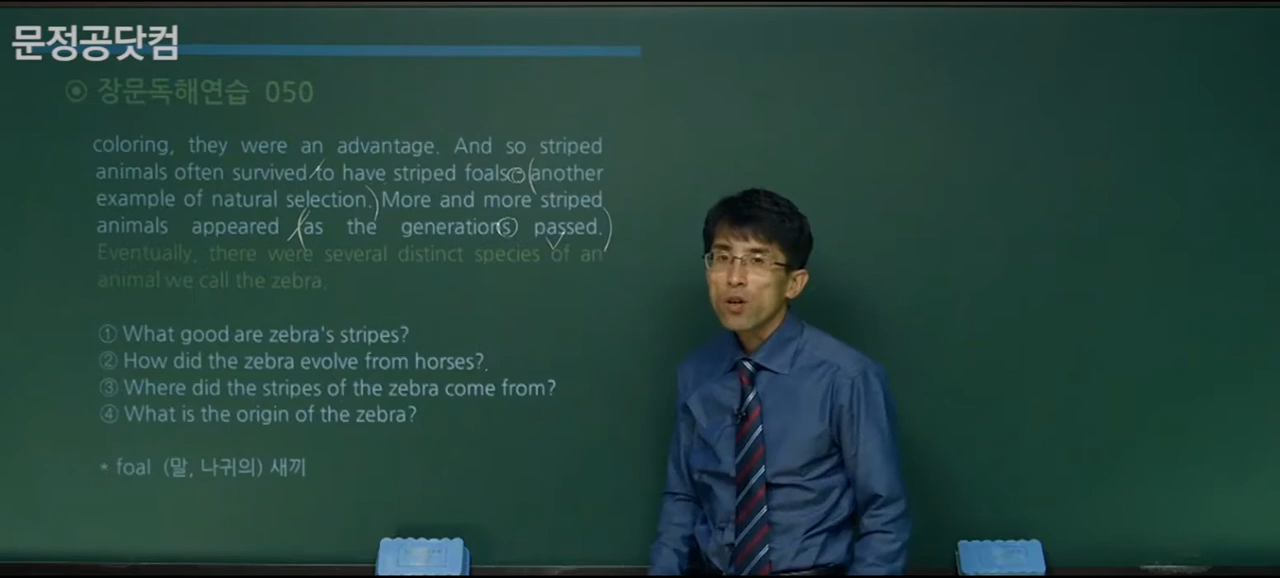 문정공닷컴
◉ 장문독해연습 050
coloring, they were an advantage. And so striped
animals often survived to have striped foals (another
example of natural selection.) More and more striped
animals appeared (as the generations passed.)
Eventually, there were several distinct species of an
animal we call the zebra.
① What good are zebra's stripes?
② How did the zebra evolve from horses?.
③ Where did the stripes of the zebra come from?
④ What is the origin of the zebra?
* foal (말, 나귀의) 새끼